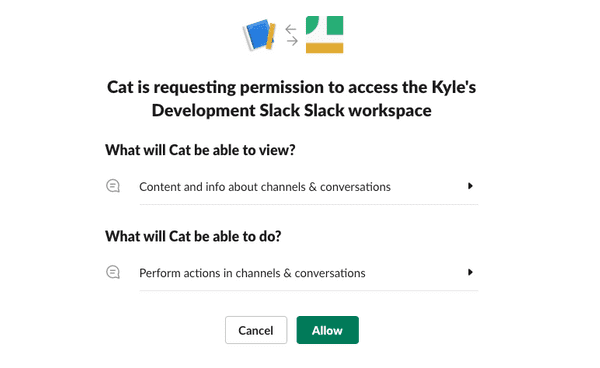 Cat is requesting permission to access the Kyle's
Development Slack Slack workspace
What will Cat be able to view?
Content and info about channels & conversations
What will Cat be able to do?
Perform actions in channels & conversations
Cancel
Allow